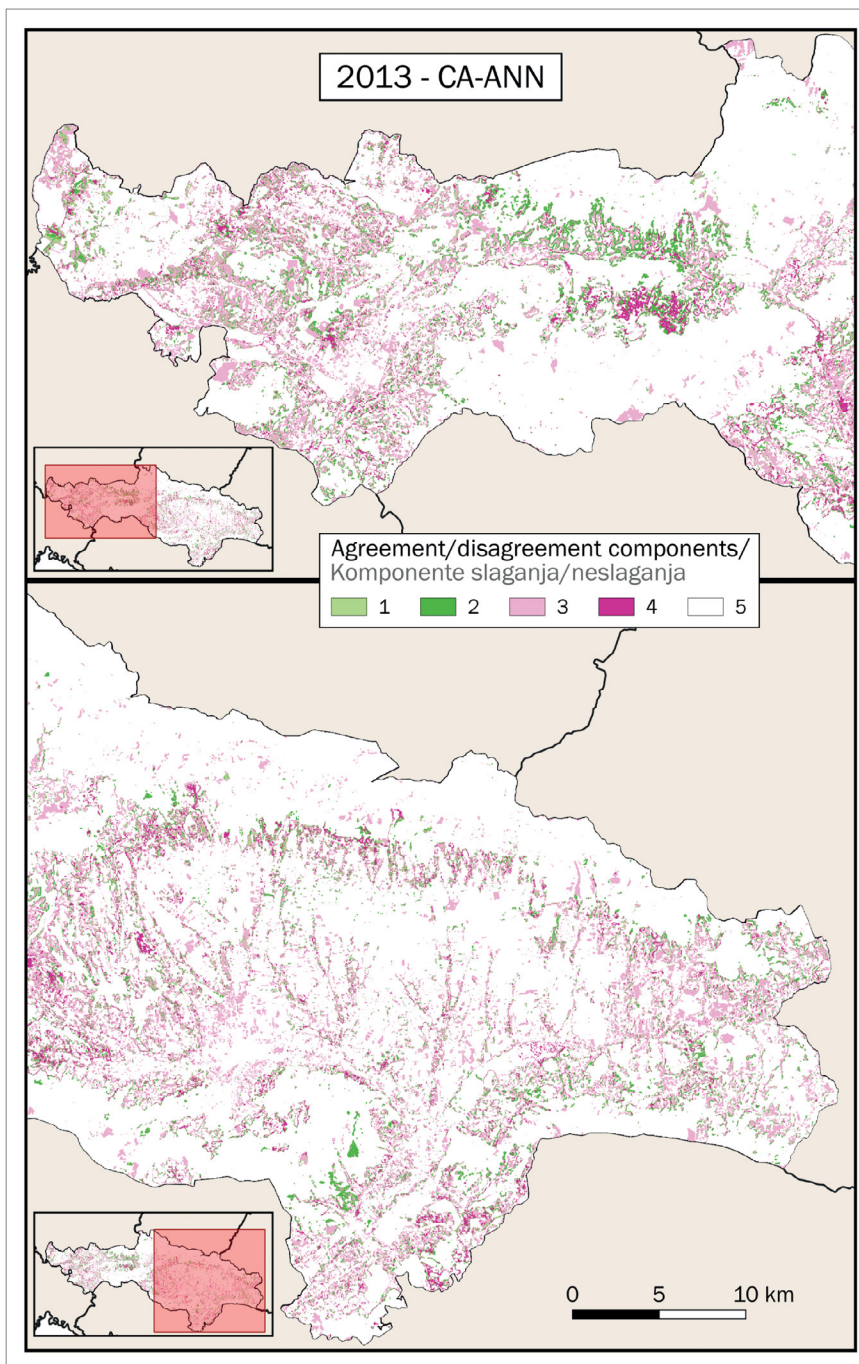 2013 - CA-ANN
Agreement/disagreement components/
Komponente slaganja/neslaganja
1 2 3 4 5
0 5 10 km